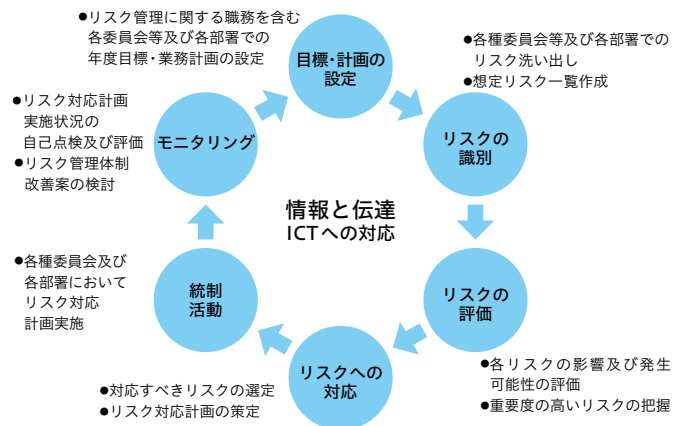 ●リスク管理に関する職務を含む
各委員会等及び各部署での
年度目標・業務計画の設定
目標・計画の
設定
●各種委員会等及び各部署での
リスク洗い出し
●想定リスク一覧作成
リスクの
識別
●リスク対応計画
実施状況の
自己点検及び評価
●リスク管理体制
改善案の検討
モニタリング
情報と伝達
ICTへの対応
●各種委員会及び
各部署において
リスク対応
計画実施
統制
活動
リスクの
評価
●各リスクの影響及び発生
可能性の評価
●重要度の高いリスクの把握
リスクへの
対応
●対応すべきリスクの選定
●リスク対応計画の策定